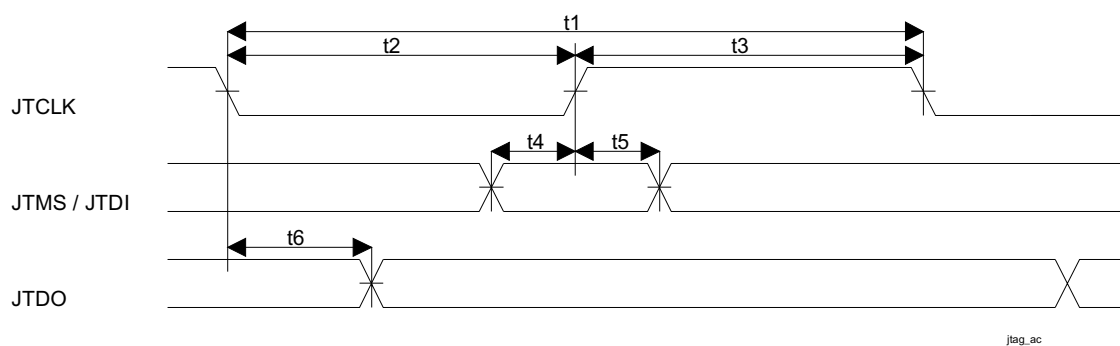 t1
t2
t3
JTCLK
t4
t5
JTMS / JTDI
t6
JTDO
jtag_ac